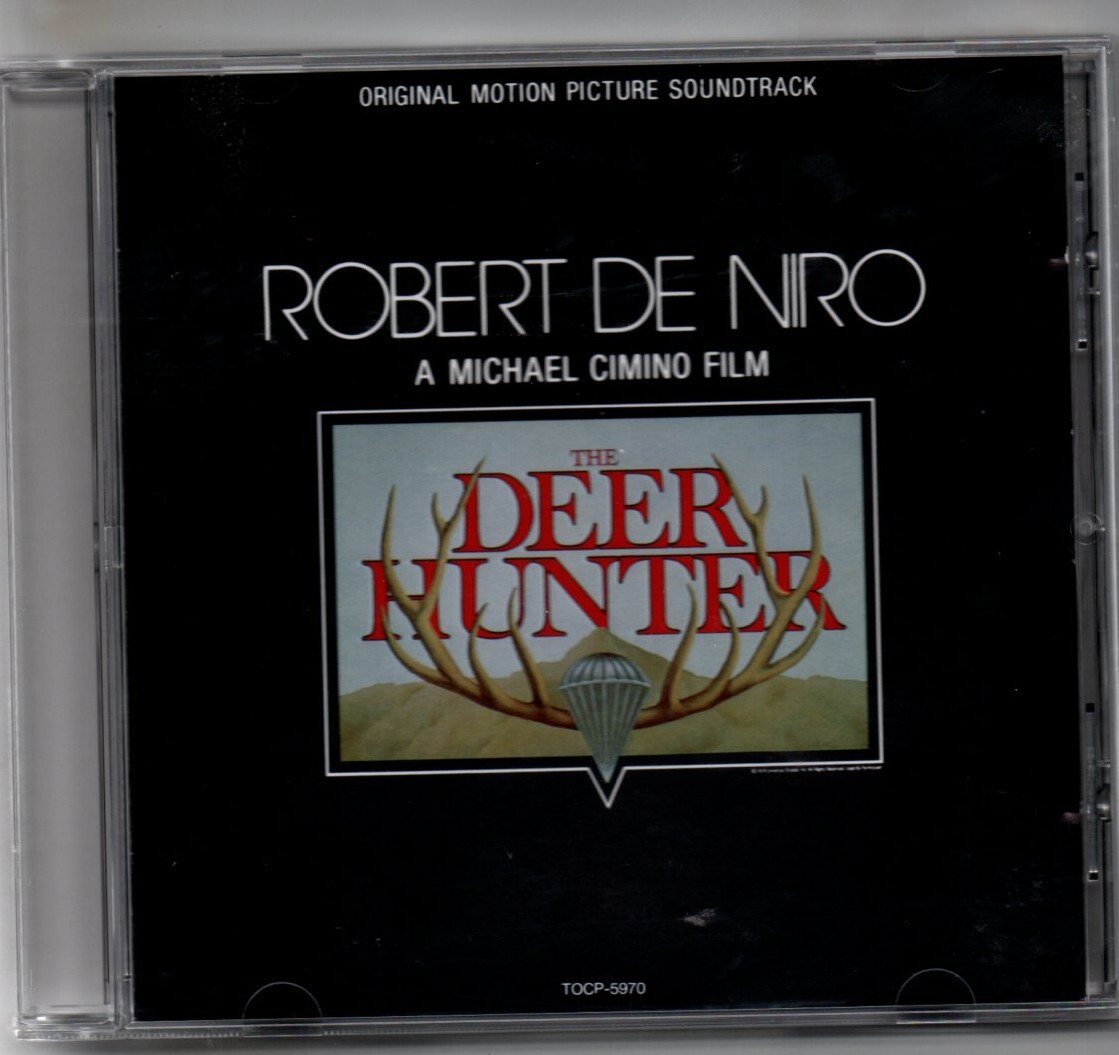 ORIGINAL MOTION PICTURE SOUNDTRACK
ROBERT DE NIRO
A MICHAEL CIMINO FILM
THE
DEER
HUNTER
TOCP-5970